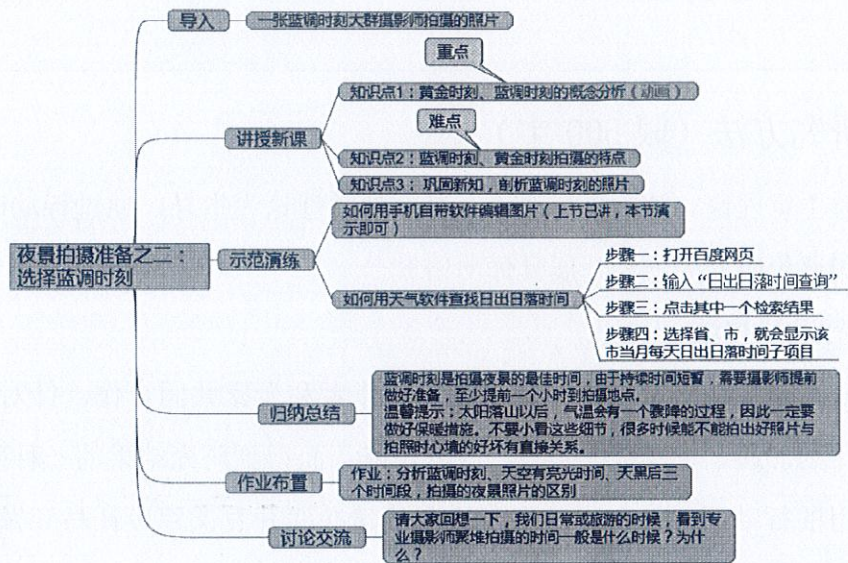 导入
一张蓝调时刻大群摄影师拍摄的照片
重点
知识点1：黄金时刻、蓝调时刻的概念分析（动画）
讲授新课
难点
知识点2：蓝调时刻、黄金时刻拍摄的特点
知识点3：巩固新知，剖析蓝调时刻的照片
夜景拍摄准备之二：
选择蓝调时刻
示范演练
如何用手机自带软件编辑图片（上节已讲，本节演
示即可）
如何用天气软件查找日出日落时间
步骤一：打开百度网页
步骤二：输入“日出日落时间查询”
步骤三：点击其中一个检索结果
步骤四：选择省、市，就会显示该
市当月每天日出日落时间子项目
归纳总结
蓝调时刻是拍摄夜景的最佳时间，由于持续时间短暂，需要摄影师提前
做好准备，至少提前一个小时到拍摄地点。
温馨提示：太阳落山以后，气温会有一个骤降的过程，因此一定要
做好保暖措施。不要小看这些细节，很多时候能不能拍出好照片与
拍照时心境的好坏有直接关系。
作业布置
作业：分析蓝调时刻、天空有亮光时间、天黑后三
个时间段，拍摄的夜景照片的区别
讨论交流
请大家回想一下，我们日常或旅游的时候，看到专
业摄影师聚堆拍摄的时间一般是什么时候？为什
么？